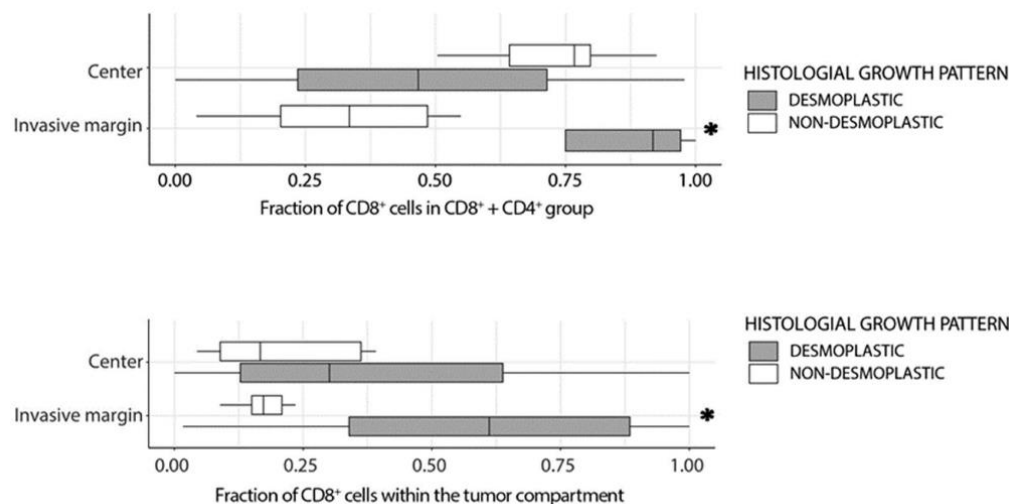 Center
Invasive margin
*
0.00 0.25 0.50 0.75 1.00
Fraction of CD8⁺ cells in CD8⁺ + CD4⁺ group
HISTOLOGIAL GROWTH PATTERN
DESMOPLASTIC
NON-DESMOPLASTIC
Center
Invasive margin
*
0.00 0.25 0.50 0.75 1.00
Fraction of CD8⁺ cells within the tumor compartment
HISTOLOGIAL GROWTH PATTERN
DESMOPLASTIC
NON-DESMOPLASTIC